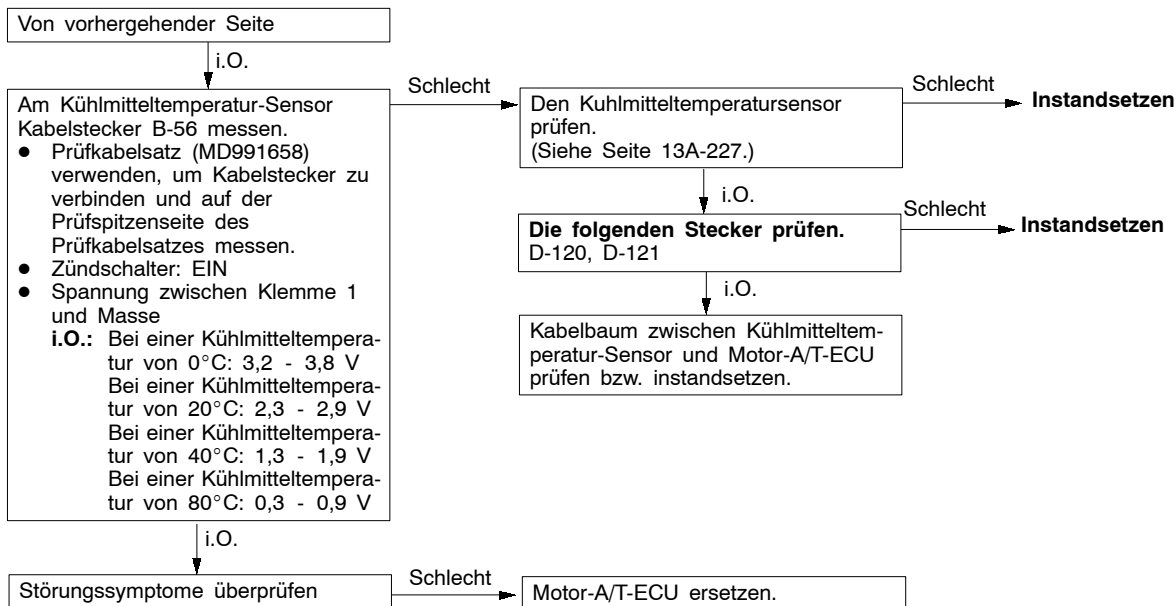 Von vorhergehender Seite
i.O.
Am Kühlmitteltemperatur-Sensor
Kabelstecker B-56 messen.
● Prüfkabelsatz (MD991658)
verwenden, um Kabelstecker zu
verbinden und auf der
Prüfspitzenseite des
Prüfkabelsatzes messen.
● Zündschalter: EIN
● Spannung zwischen Klemme 1
und Masse
i.O.: Bei einer Kühlmitteltempera-
tur von 0°C: 3,2 - 3,8 V
Bei einer Kühlmitteltempera-
tur von 20°C: 2,3 - 2,9 V
Bei einer Kühlmitteltempera-
tur von 40°C: 1,3 - 1,9 V
Bei einer Kühlmitteltempera-
tur von 80°C: 0,3 - 0,9 V
Schlecht
Den Kuhlmitteltemperatursensor
prüfen.
(Siehe Seite 13A-227.)
Schlecht
Instandsetzen
i.O.
Die folgenden Stecker prüfen.
D-120, D-121
Schlecht
Instandsetzen
i.O.
Kabelbaum zwischen Kühlmitteltem-
peratur-Sensor und Motor-A/T-ECU
prüfen bzw. instandsetzen.
i.O.
Störungssymptome überprüfen
Schlecht
Motor-A/T-ECU ersetzen.